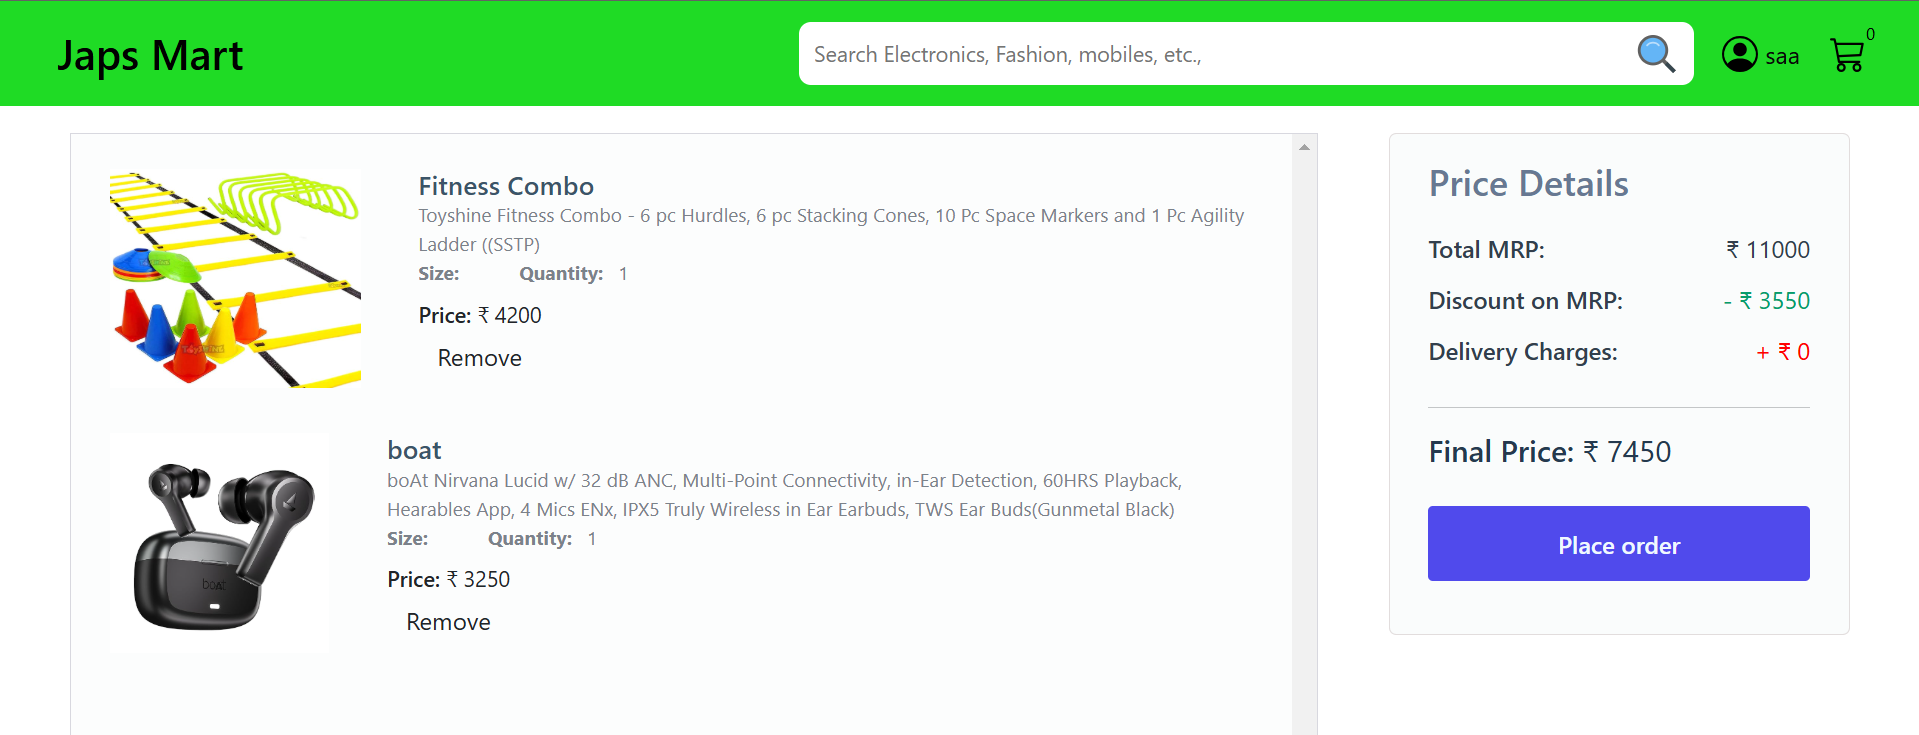 Japs Mart
Search Electronics, Fashion, mobiles, etc.,
saa
0
Fitness Combo
Toyshine Fitness Combo - 6 pc Hurdles, 6 pc Stacking Cones, 10 Pc Space Markers and 1 Pc Agility
Ladder ((SSTP)
Size: Quantity: 1
Price: ₹ 4200
Remove
boat
boAt Nirvana Lucid w/ 32 dB ANC, Multi-Point Connectivity, in-Ear Detection, 60HRS Playback,
Hearables App, 4 Mics ENx, IPX5 Truly Wireless in Ear Earbuds, TWS Ear Buds(Gunmetal Black)
Size: Quantity: 1
Price: ₹ 3250
Remove
boat
Price Details
Total MRP: ₹ 11000
Discount on MRP: - ₹ 3550
Delivery Charges: + ₹ 0
Final Price: ₹ 7450
Place order